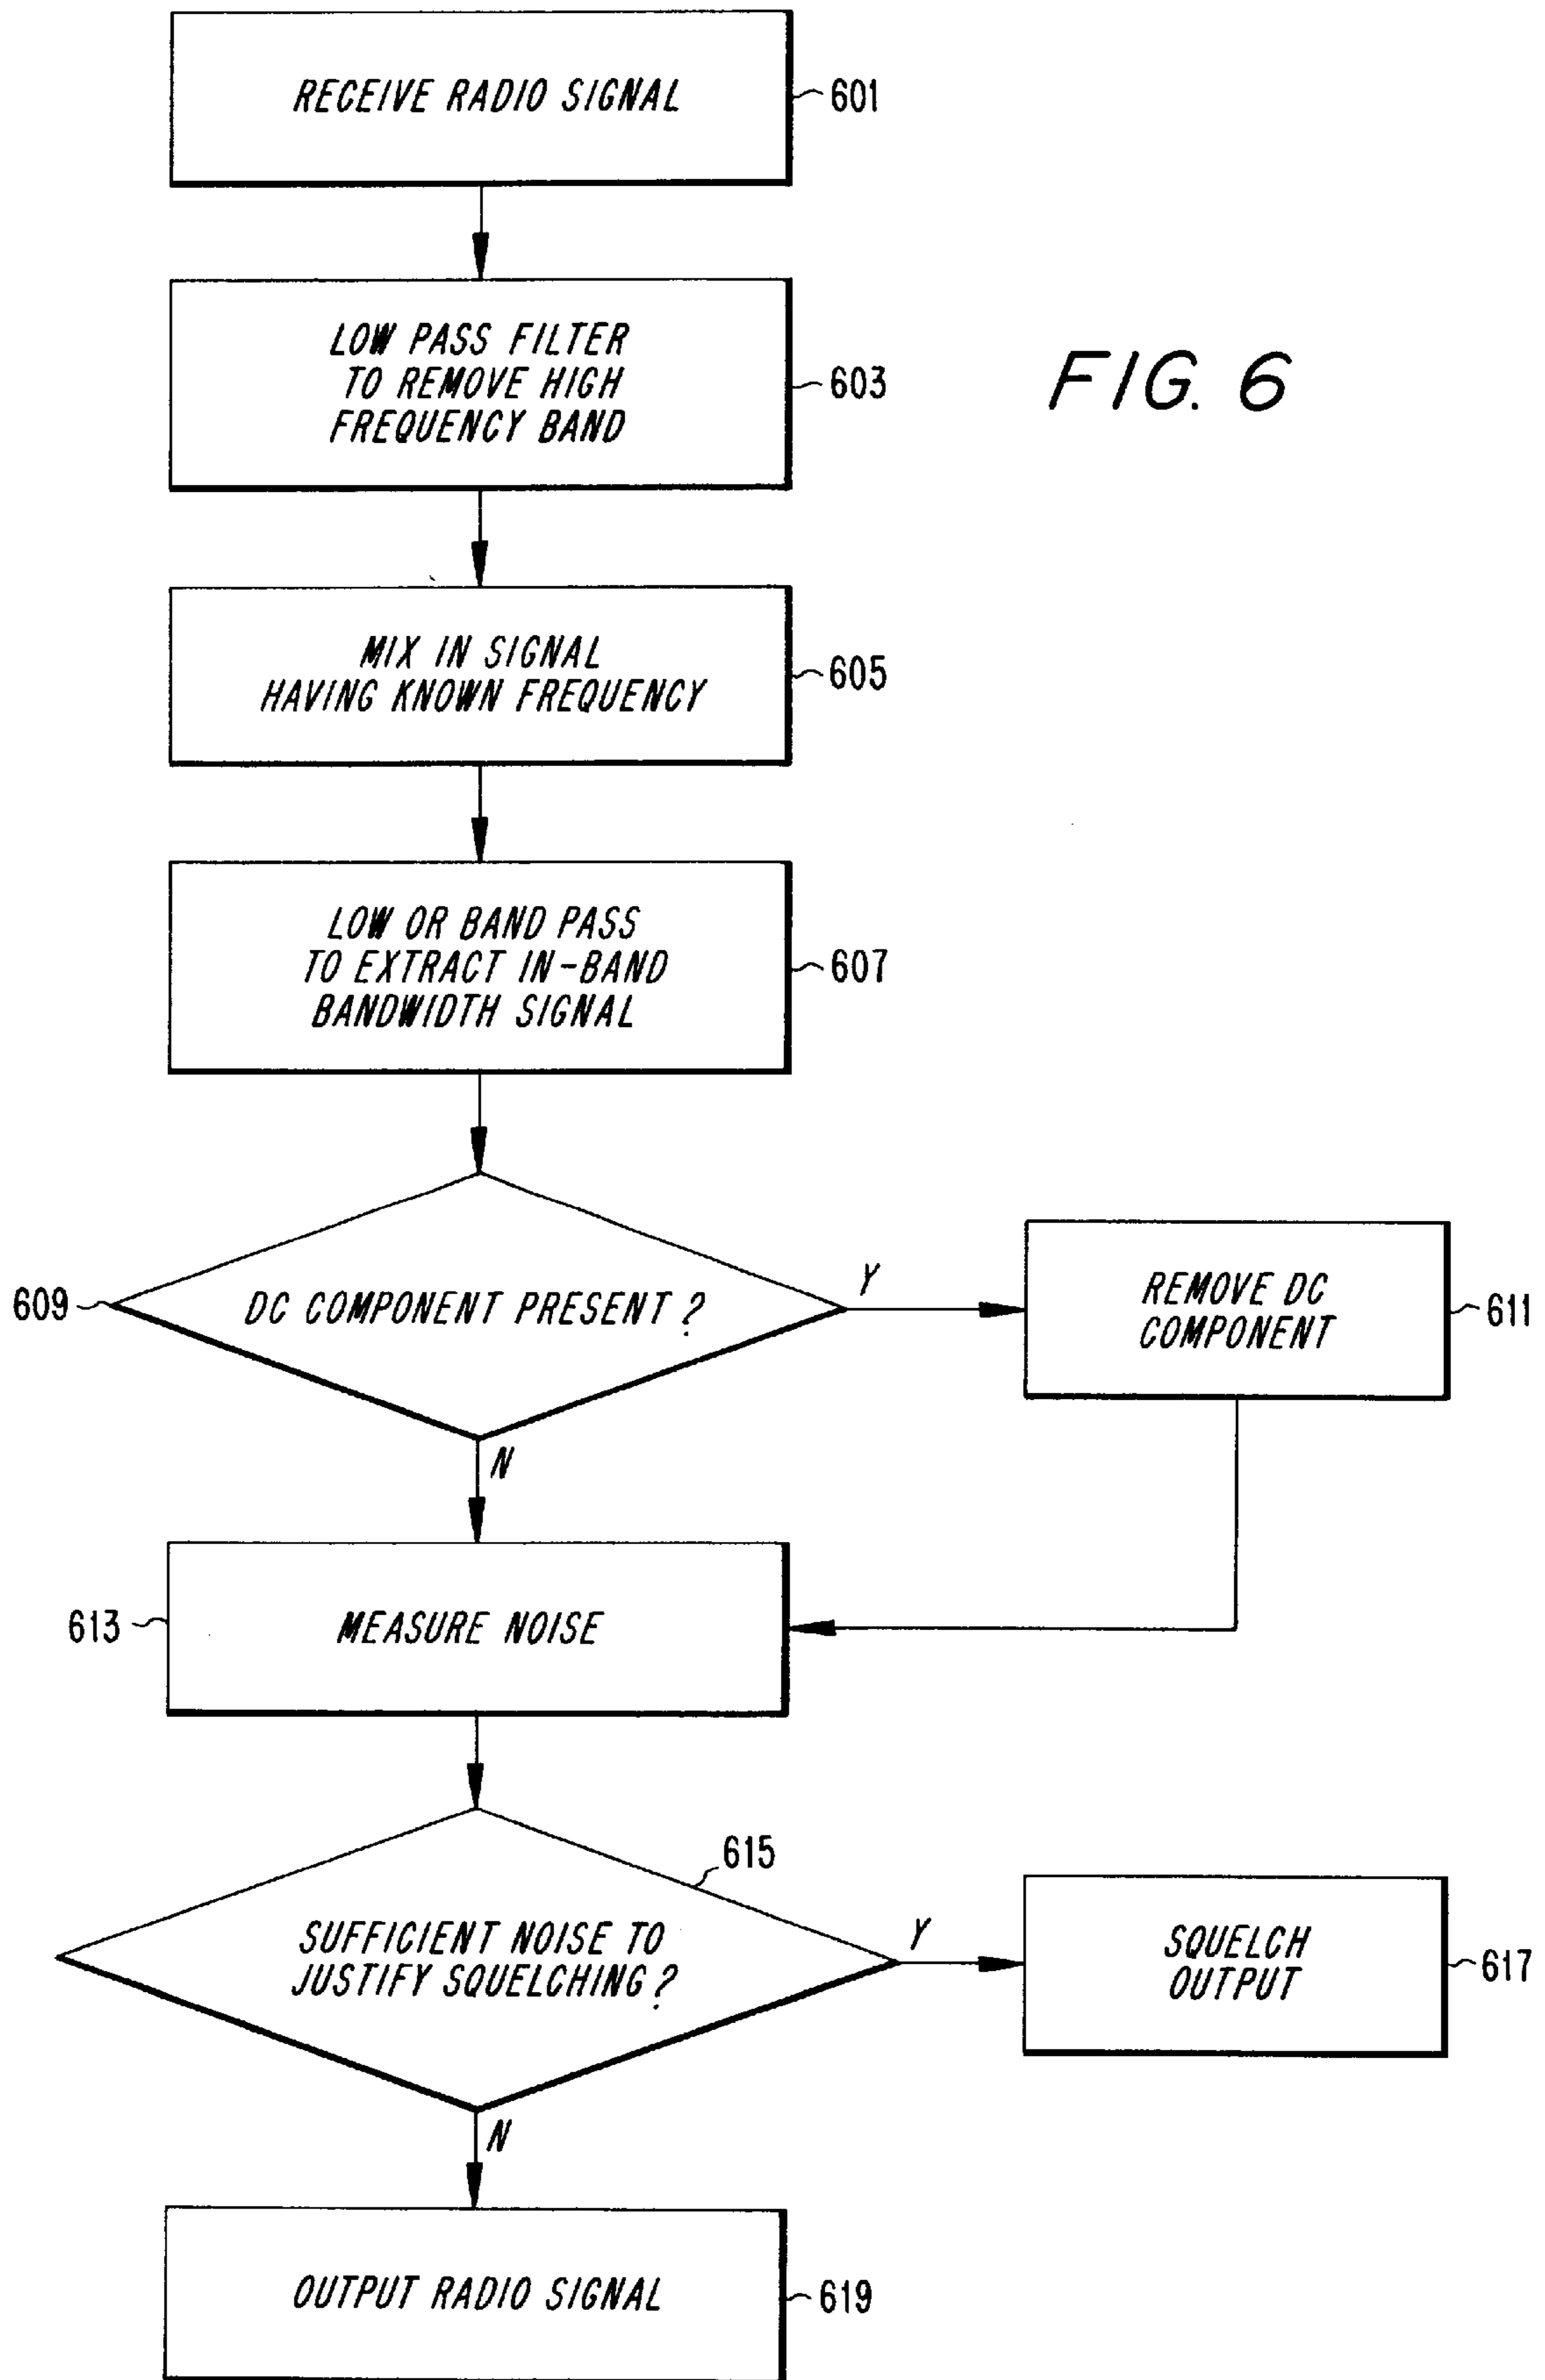 RECEIVE RADIO SIGNAL
601
LOW PASS FILTER
TO REMOVE HIGH
FREQUENCY BAND
603
FIG. 6
MIX IN SIGNAL
HAVING KNOWN FREQUENCY
605
LOW OR BAND PASS
TO EXTRACT IN-BAND
BANDWIDTH SIGNAL
607
609
DC COMPONENT PRESENT?
Y
REMOVE DC
COMPONENT
611
N
613
MEASURE NOISE
615
SUFFICIENT NOISE TO
JUSTIFY SQUELCHING?
Y
SQUELCH
OUTPUT
617
N
OUTPUT RADIO SIGNAL
619